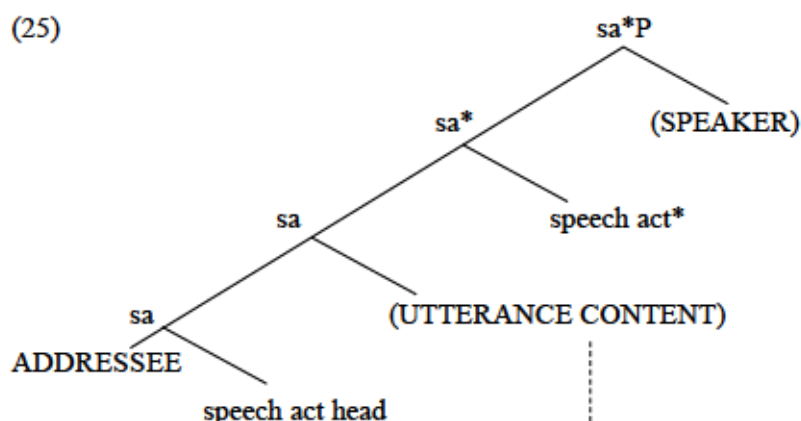 (25)
sa*P
(SPEAKER)
sa*
speech act*
sa
(UTTERANCE CONTENT)
sa
ADDRESSEE
speech act head